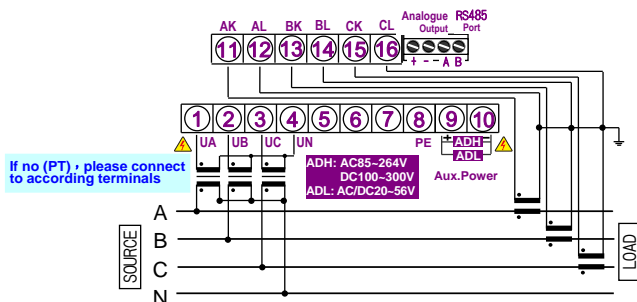 Analogue RS485
AK AL BK BL CK CL Output Port
11 12 13 14 15 16
+ - A B
1 2 3 4 5 6 7 8 9 10
UA UB UC UN PE + ADH -
ADL
If no (PT)，please connect
to according terminals
ADH: AC85~264V
DC100~300V
ADL: AC/DC20~56V
Aux.Power
A
B
C
N
SOURCE
LOAD